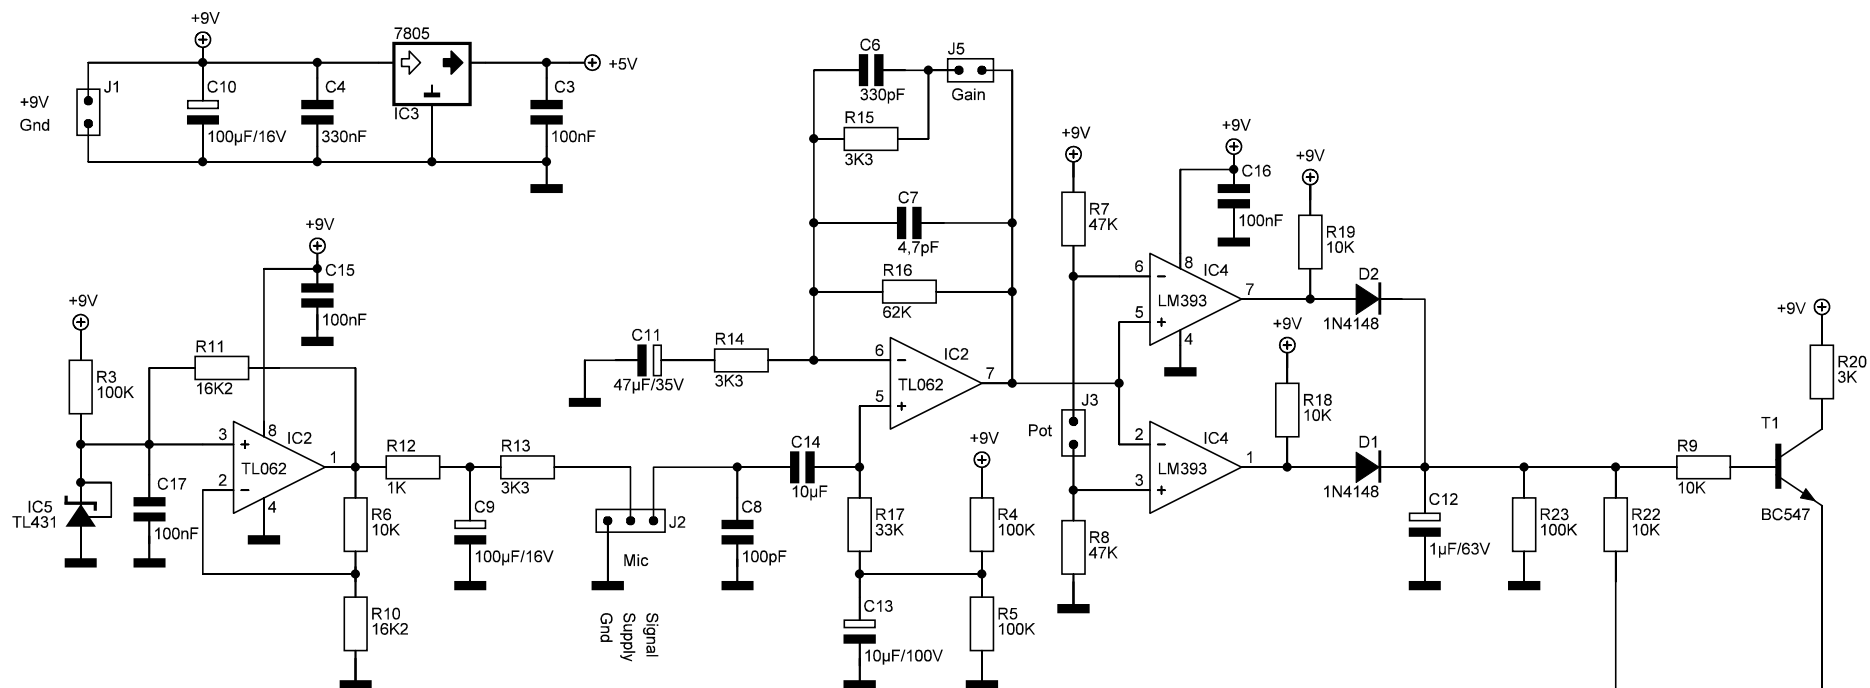 +9V
J1
+9V
Gnd
C10
100µF/16V
C4
330nF
7805
IC3
C3
100nF
+5V
+9V
C15
100nF
+9V
R3
100K
R11
16K2
IC5
TL431
C17
100nF
3
+
2
−
8
4
1
IC2
TL062
R6
10K
R10
16K2
R12
1K
C9
100µF/16V
R13
3K3
J2
Mic
Signal
Supply
Gnd
C8
100pF
C14
10µF
R17
33K
C13
10µF/100V
+9V
R4
100K
R5
100K
C6
330pF
J5
Gain
R15
3K3
C7
4,7pF
R16
62K
C11
47µF/35V
R14
3K3
6
−
5
+
7
IC2
TL062
+9V
R7
47K
J3
Pot
R8
47K
+9V
C16
100nF
6
−
5
+
8
4
7
IC4
LM393
2
−
3
+
1
IC4
LM393
+9V
R19
10K
D2
1N4148
+9V
R18
10K
D1
1N4148
C12
1µF/63V
R23
100K
R22
10K
R9
10K
T1
BC547
+9V
R20
3K